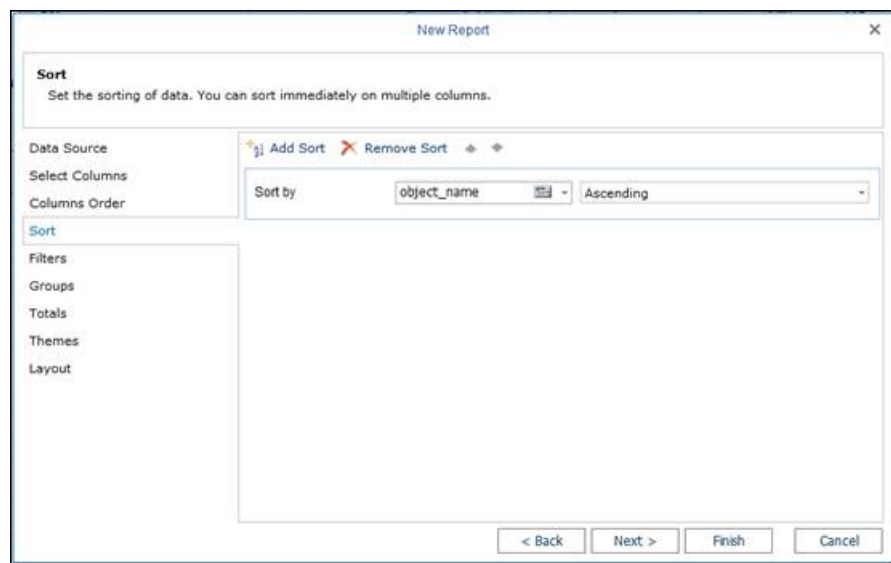 New Report
Sort
Set the sorting of data. You can sort immediately on multiple columns.
Data Source
Select Columns
Columns Order
Sort
Filters
Groups
Totals
Themes
Layout
Add Sort Remove Sort
Sort by object_name Ascending
< Back Next > Finish Cancel